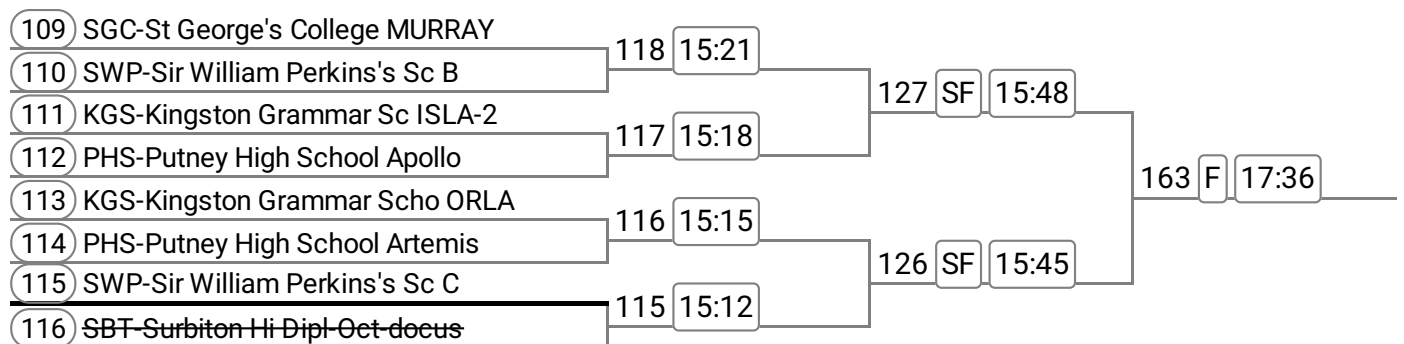 109 SGC-St George's College MURRAY
118 15:21
110 SWP-Sir William Perkins's Sc B
127 SF 15:48
111 KGS-Kingston Grammar Sc ISLA-2
117 15:18
112 PHS-Putney High School Apollo
163 F 17:36
113 KGS-Kingston Grammar Scho ORLA
116 15:15
114 PHS-Putney High School Artemis
126 SF 15:45
115 SWP-Sir William Perkins's Sc C
115 15:12
116 SBT-Surbiton Hi Dipl-Oct-docus